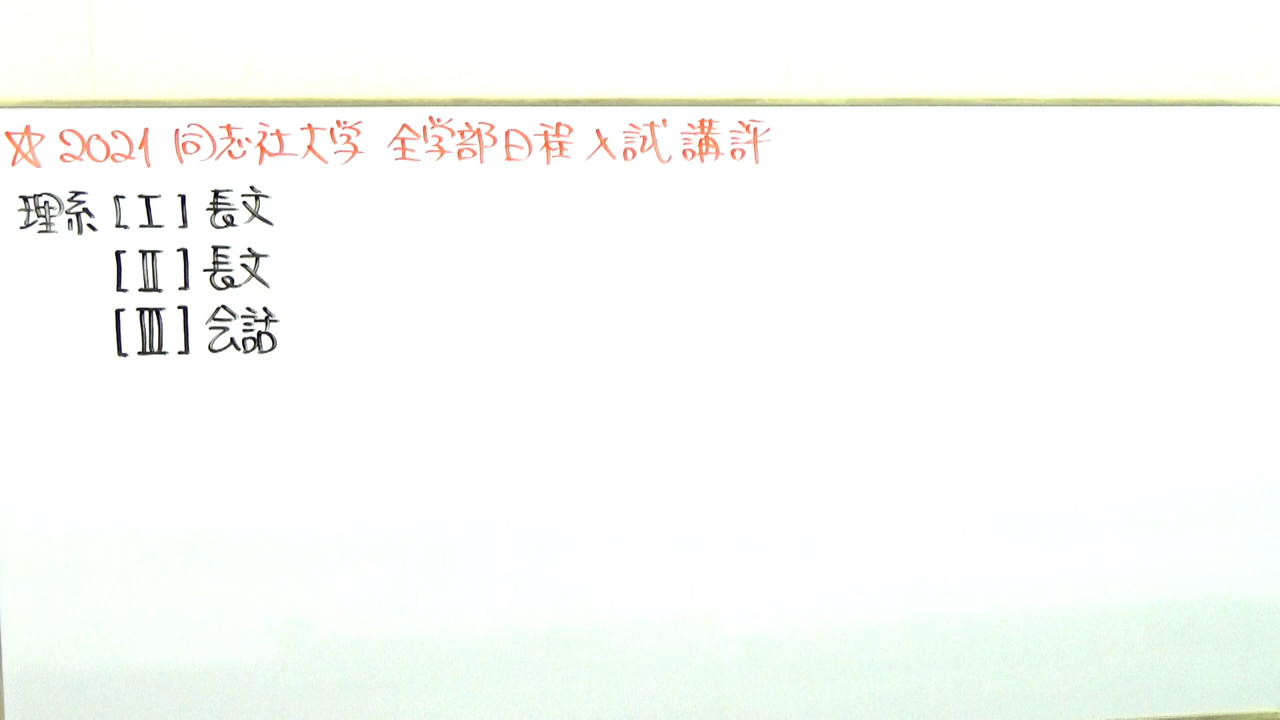 ☆ 2021 同志社大学 全学部日程入試講評
理系 [Ⅰ] 長文
[Ⅱ] 長文
[Ⅲ] 会話